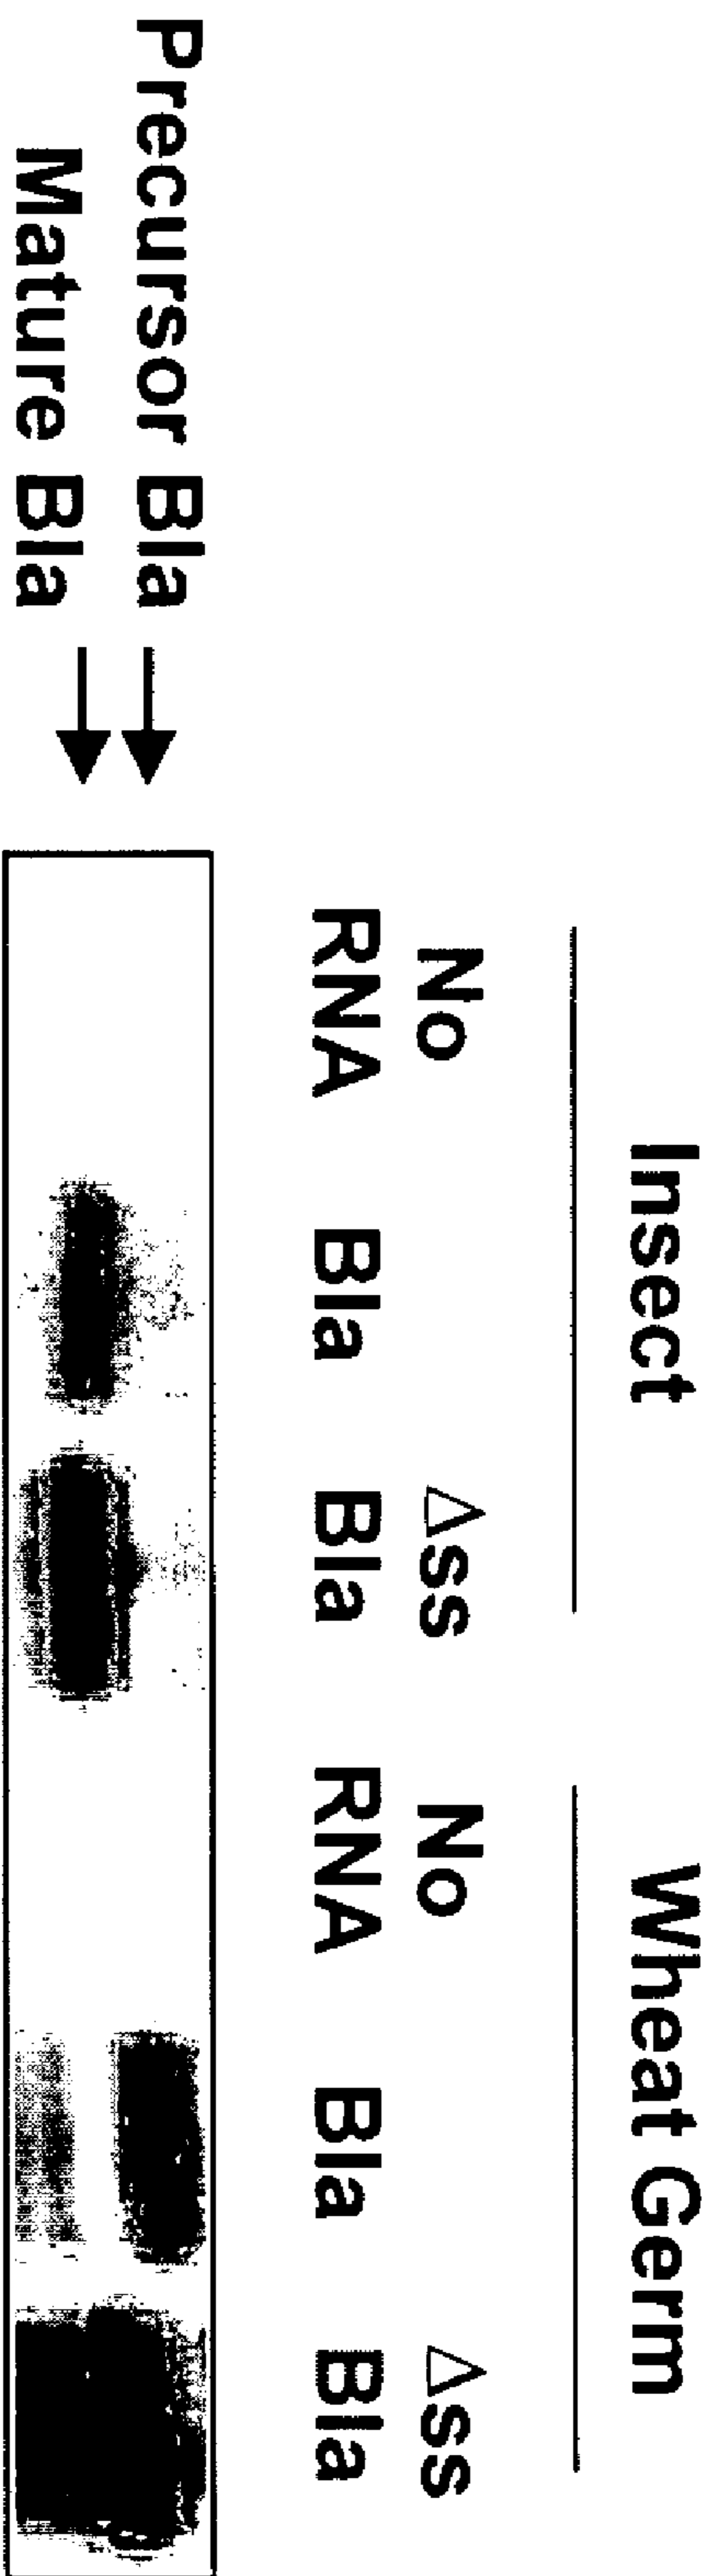 Insect
Wheat Germ
No
RNA
Bla
Δss
Bla
No
RNA
Bla
Δss
Bla
Precursor Bla
Mature Bla